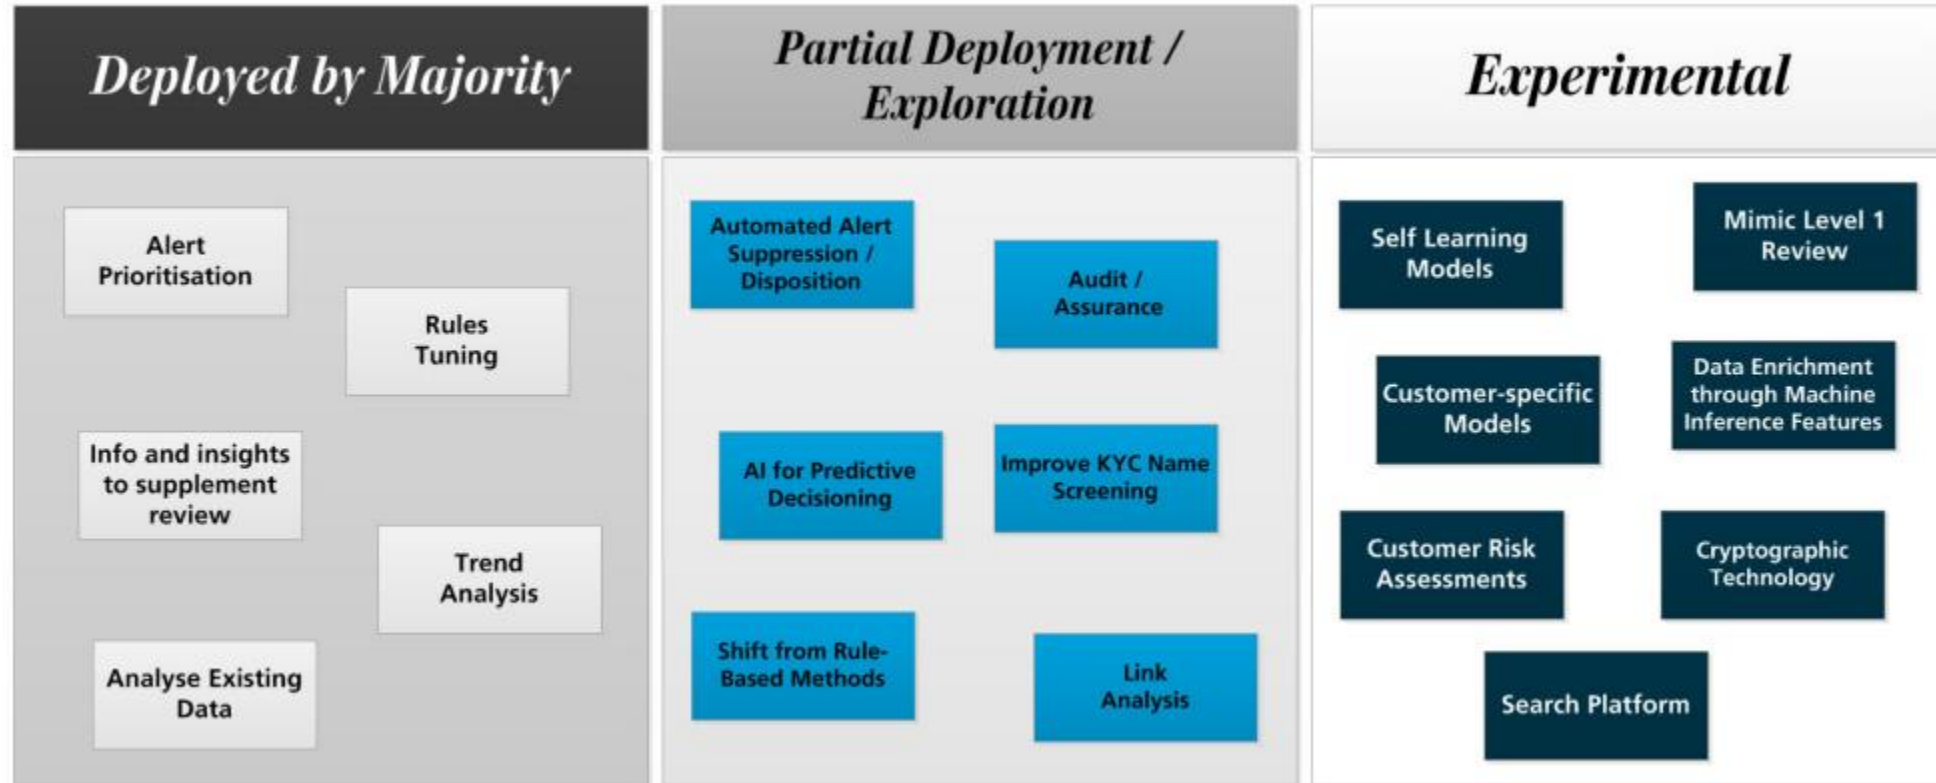 Deployed by Majority
Partial Deployment /
Exploration
Experimental
Alert
Prioritisation
Rules
Tuning
Info and insights
to supplement
review
Trend
Analysis
Analyse Existing
Data
Automated Alert
Suppression /
Disposition
Audit /
Assurance
AI for Predictive
Decisioning
Improve KYC Name
Screening
Shift from Rule-
Based Methods
Link
Analysis
Self Learning
Models
Mimic Level 1
Review
Customer-specific
Models
Data Enrichment
through Machine
Inference Features
Customer Risk
Assessments
Cryptographic
Technology
Search Platform